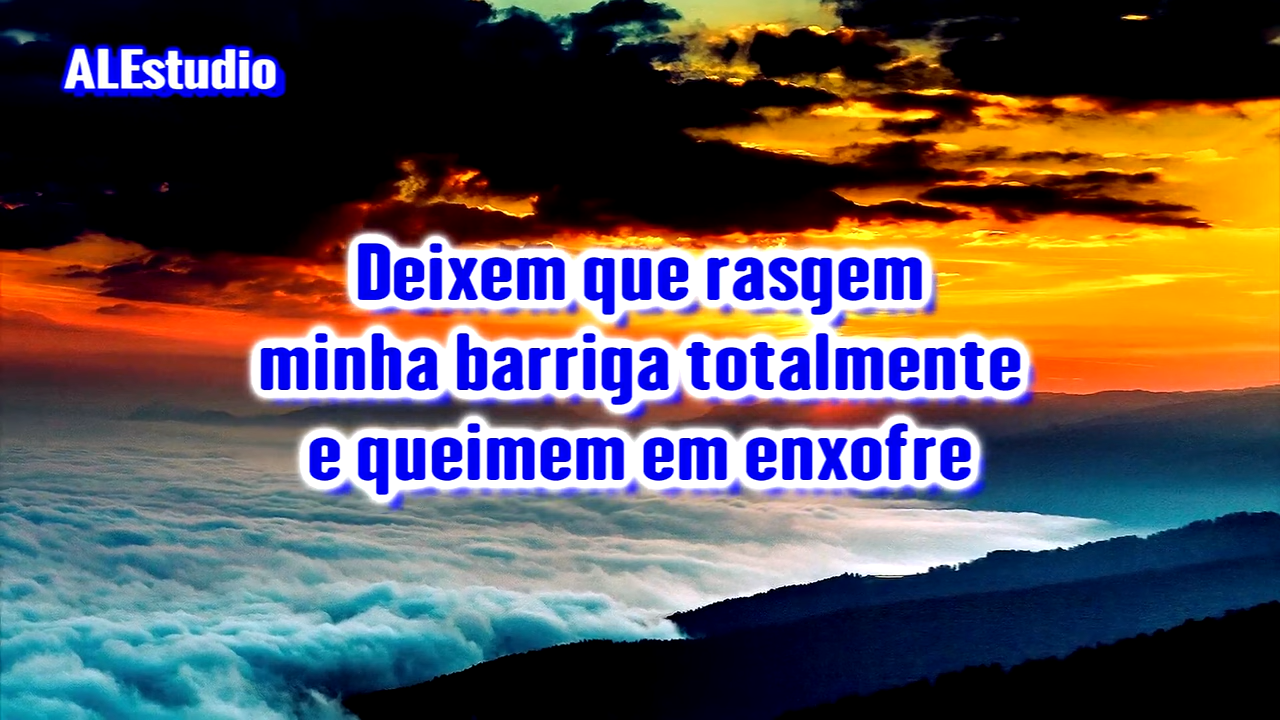 ALEstudio
Deixem que rasgem
minha barriga totalmente
e queimem em enxofre